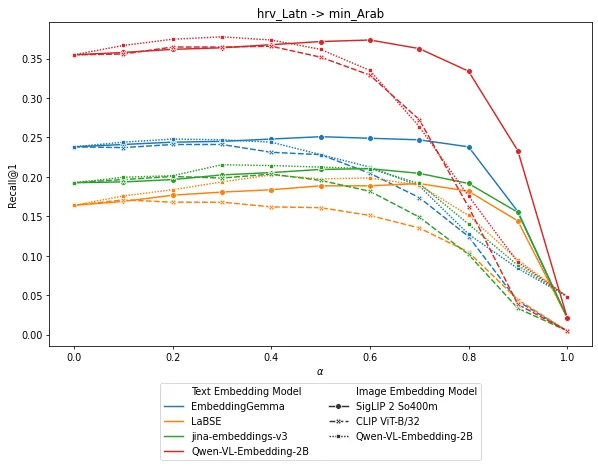 hrv_Latn -> min_Arab
Recall@1
0.35
0.30
0.25
0.20
0.15
0.10
0.05
0.00
0.0 0.2 0.4 0.6 0.8 1.0
α
Text Embedding Model
EmbeddingGemma
LaBSE
jina-embeddings-v3
Qwen-VL-Embedding-2B
Image Embedding Model
SigLIP 2 So400m
CLIP ViT-B/32
Qwen-VL-Embedding-2B